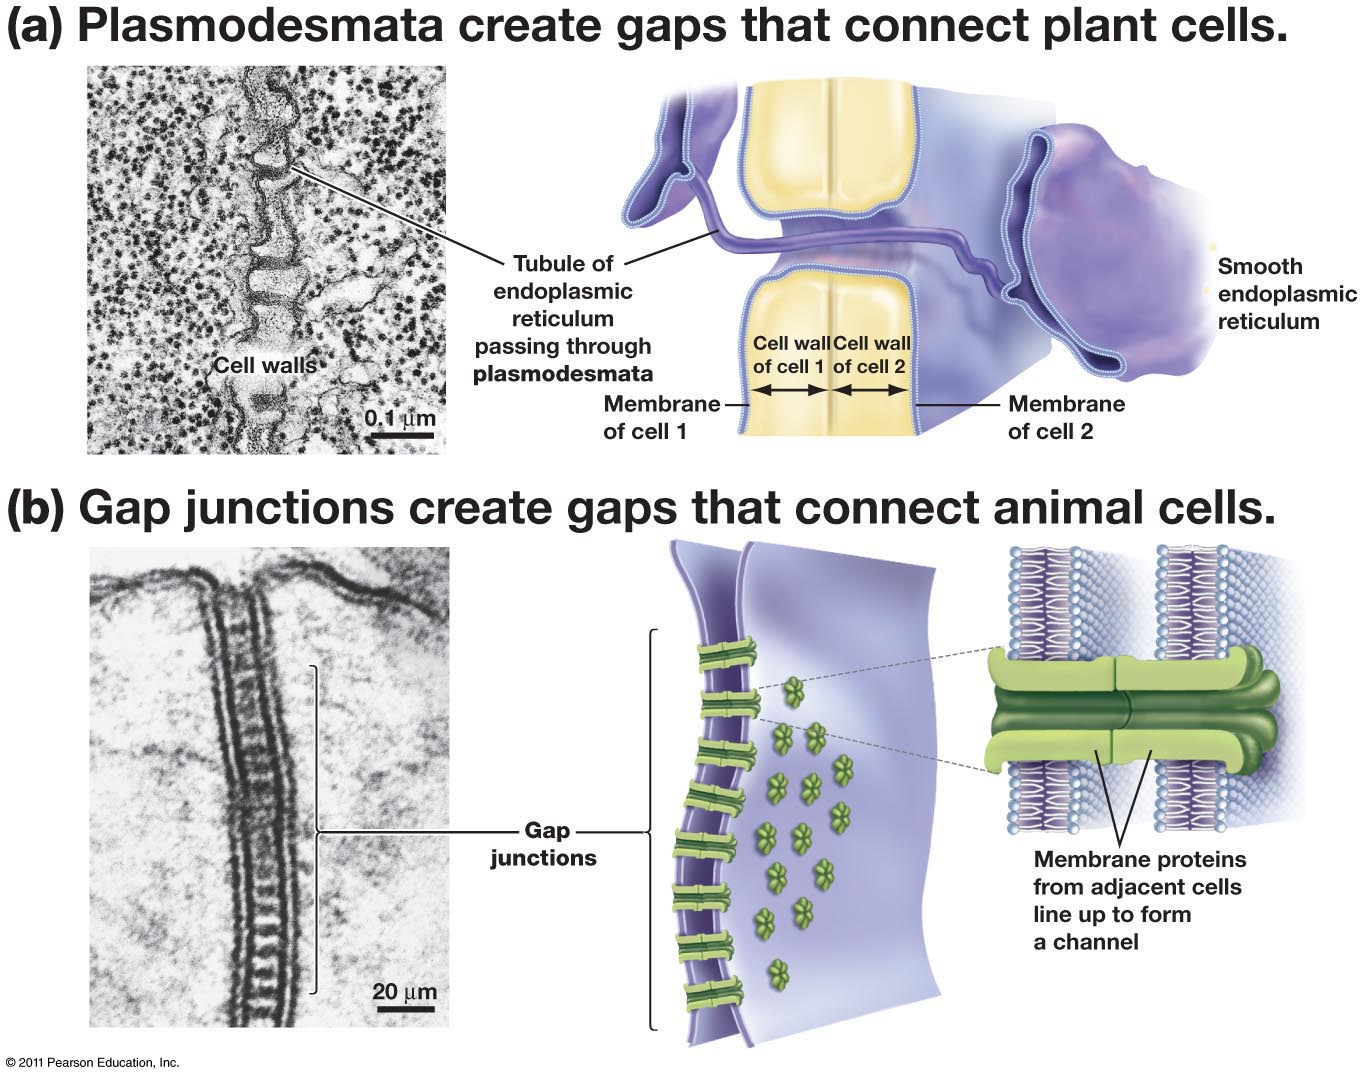 (a) Plasmodesmata create gaps that connect plant cells.
Tubule of
endoplasmic
reticulum
passing through
plasmodesmata
Cell walls
0.1 µm
Cell wall
of cell 1
Cell wall
of cell 2
Membrane
of cell 1
Membrane
of cell 2
Smooth
endoplasmic
reticulum
(b) Gap junctions create gaps that connect animal cells.
Gap
junctions
20 µm
Membrane proteins
from adjacent cells
line up to form
a channel
© 2011 Pearson Education, Inc.